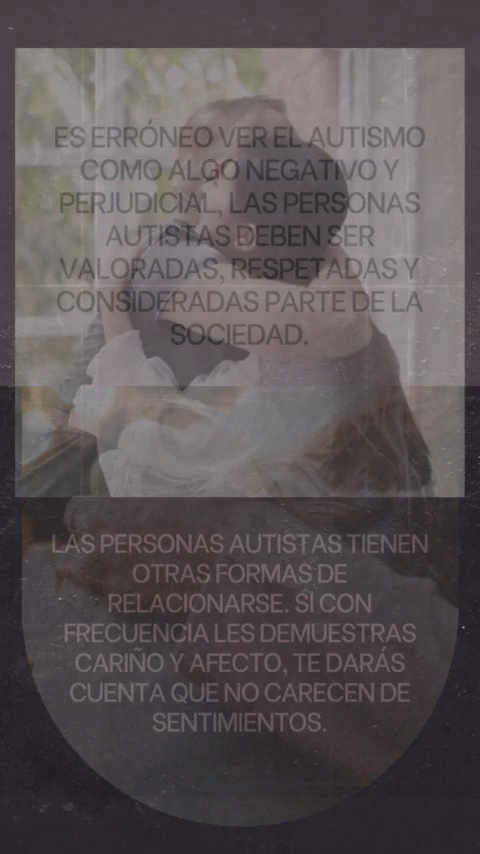 ES ERRÓNEO VER EL AUTISMO
COMO ALGO NEGATIVO Y
PERJUDICIAL, LAS PERSONAS
AUTISTAS DEBEN SER
VALORADAS, RESPETADAS Y
CONSIDERADAS PARTE DE LA
SOCIEDAD.
LAS PERSONAS AUTISTAS TIENEN
OTRAS FORMAS DE
RELACIONARSE. SI CON
FRECUENCIA LES DEMUESTRAS
CARIÑO Y AFECTO, TE DARÁS
CUENTA QUE NO CARECEN DE
SENTIMIENTOS.